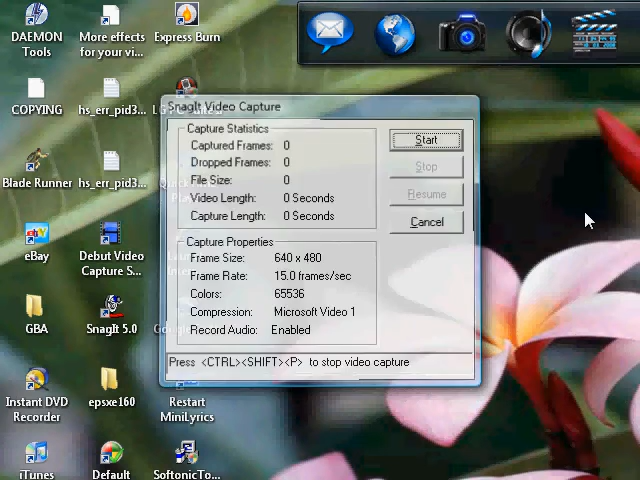 DAEMON
Tools
More effects
for your vi...
Express Burn
COPYING
hs_err_pid3...
Blade Runner
hs_err_pid3...
eBay
Debut Video
Capture S...
GBA
SnagIt 5.0
Instant DVD
Recorder
epsxe160
Restart
MiniLyrics
iTunes
Default
SoftonicTo...
SnagIt Video Capture
Capture Statistics
Captured Frames: 0
Dropped Frames: 0
File Size: 0
Video Length: 0 Seconds
Capture Length: 0 Seconds
Start
Stop
Resume
Cancel
Capture Properties
Frame Size: 640 x 480
Frame Rate: 15.0 frames/sec
Colors: 65536
Compression: Microsoft Video 1
Record Audio: Enabled
Press <CTRL><SHIFT><P> to stop video capture